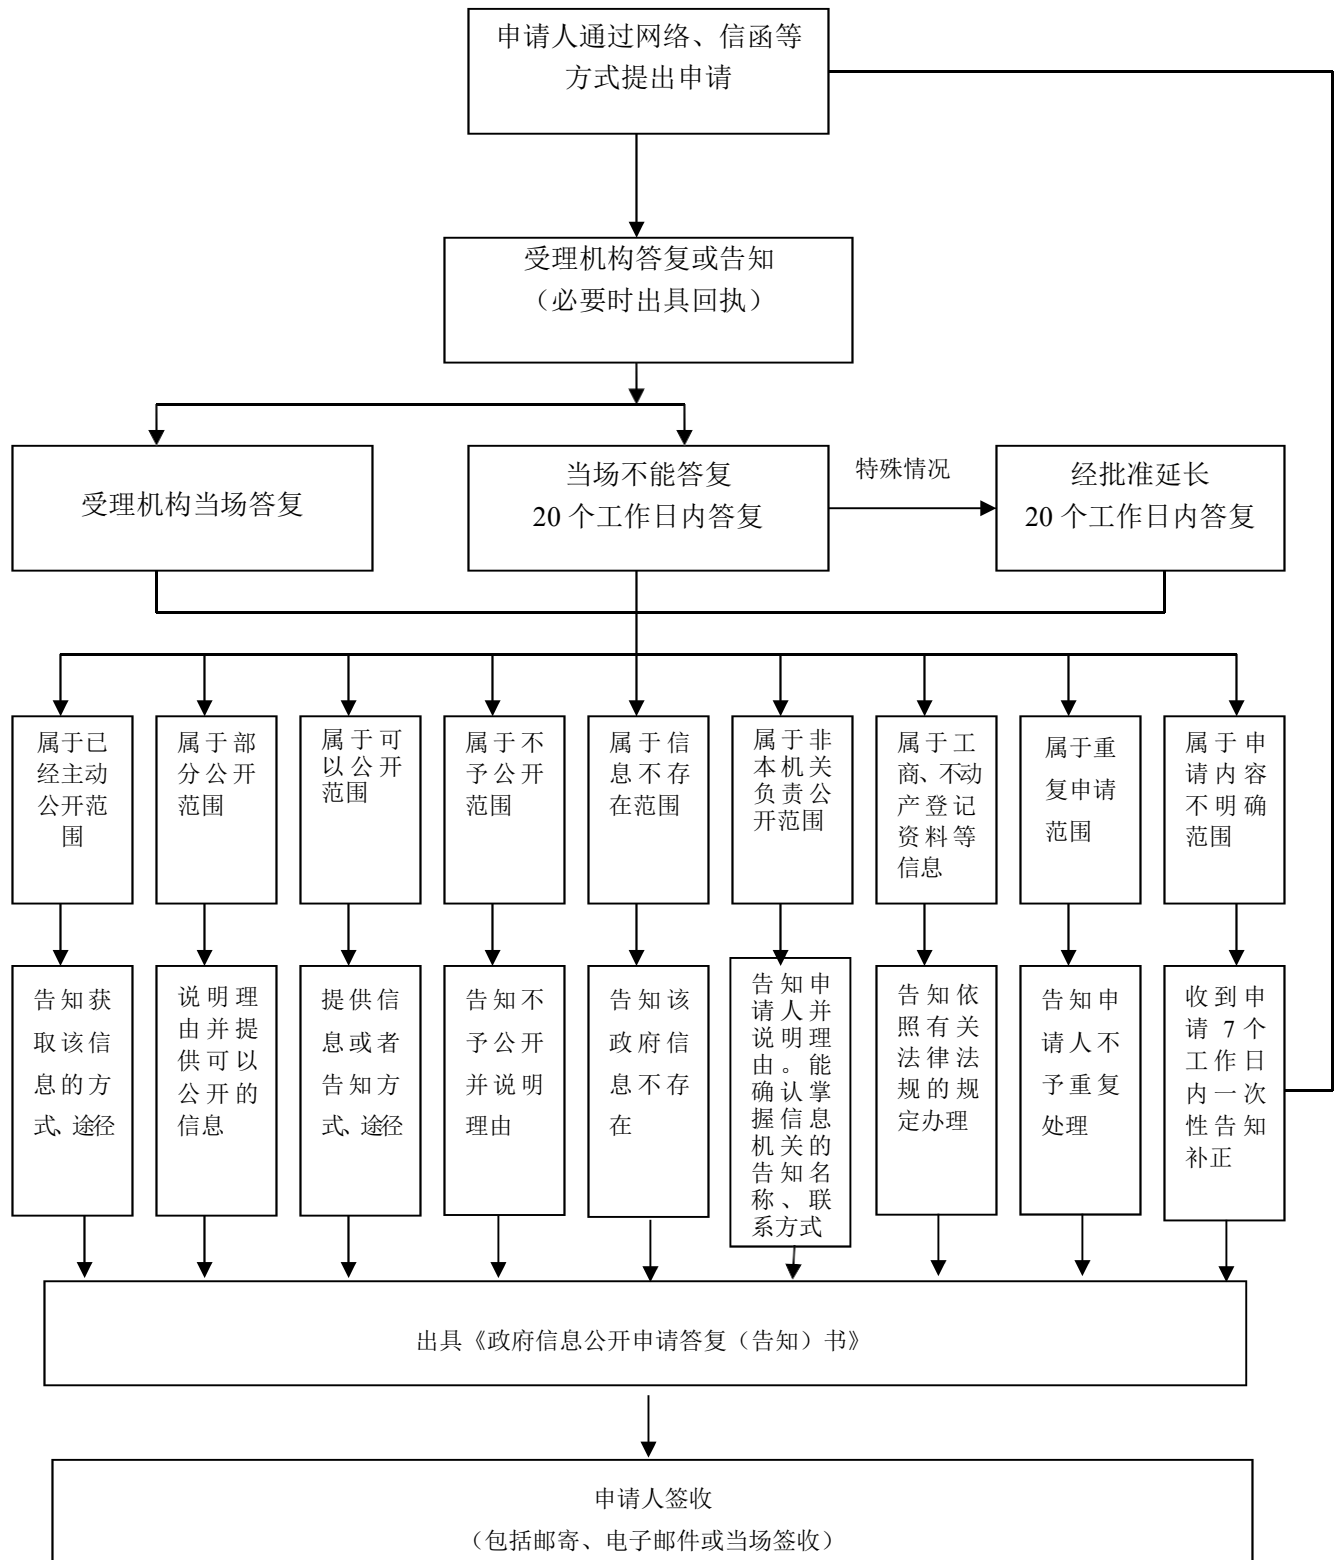 申请人通过网络、信函等
方式提出申请
受理机构答复或告知
（必要时出具回执）
受理机构当场答复
当场不能答复
20 个工作日内答复
特殊情况
经批准延长
20 个工作日内答复
属于已
经主动
公开范
围
属于部
分公开
范围
属于可
以公开
范围
属于不
予公开
范围
属于信
息不存
在范围
属于非
本机关
负责公
开范围
属于工
商、不动
产登记
资料等
信息
属于重
复申请
范围
属于申
请内容
不明确
范围
告知获
取该信
息的方
式、途径
说明理
由并提
供可以
公开的
信息
提供信
息或者
告知方
式、途径
告知不
予公开
并说明
理由
告知该
政府信
息不存
在
告知申
请人并
说明理
由。能
确认掌
握信息
机关的
告知名
称、联
系方式
告知依
照有关
法律法
规的规
定办理
告知申
请人不
予重复
处理
收到申
请 7 个
工作日
内一次
性告知
补正
出具《政府信息公开申请答复（告知）书》
申请人签收
（包括邮寄、电子邮件或当场签收）